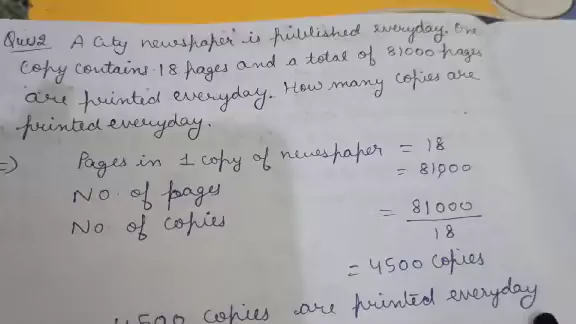 Ques2 A City newspaper is published everyday. One
Copy contains 18 pages and a total of 81000 pages
are printed everyday. How many copies are
printed everyday.
=) Pages in 1 copy of newspaper = 18
No. of pages = 81000
No of copies = 81000/18
= 4500 copies
4500 copies are printed everyday